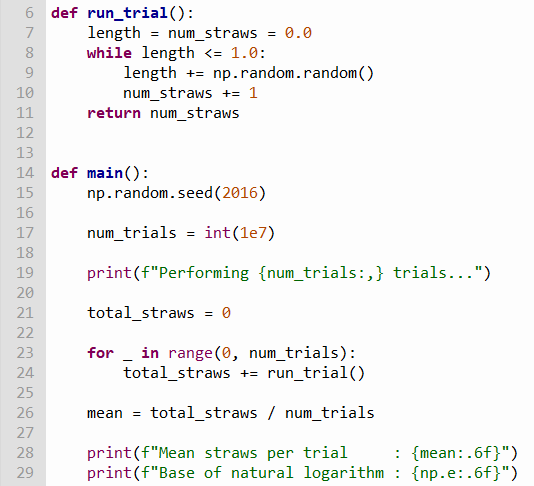 6 def run_trial():
7     length = num_straws = 0.0
8     while length <= 1.0:
9         length += np.random.random()
10         num_straws += 1
11     return num_straws
12
13
14 def main():
15     np.random.seed(2016)
16
17     num_trials = int(1e7)
18
19     print(f"Performing {num_trials:,} trials...")
20
21     total_straws = 0
22
23     for _ in range(0, num_trials):
24         total_straws += run_trial()
25
26     mean = total_straws / num_trials
27
28     print(f"Mean straws per trial     : {mean:.6f}")
29     print(f"Base of natural logarithm : {np.e:.6f}")